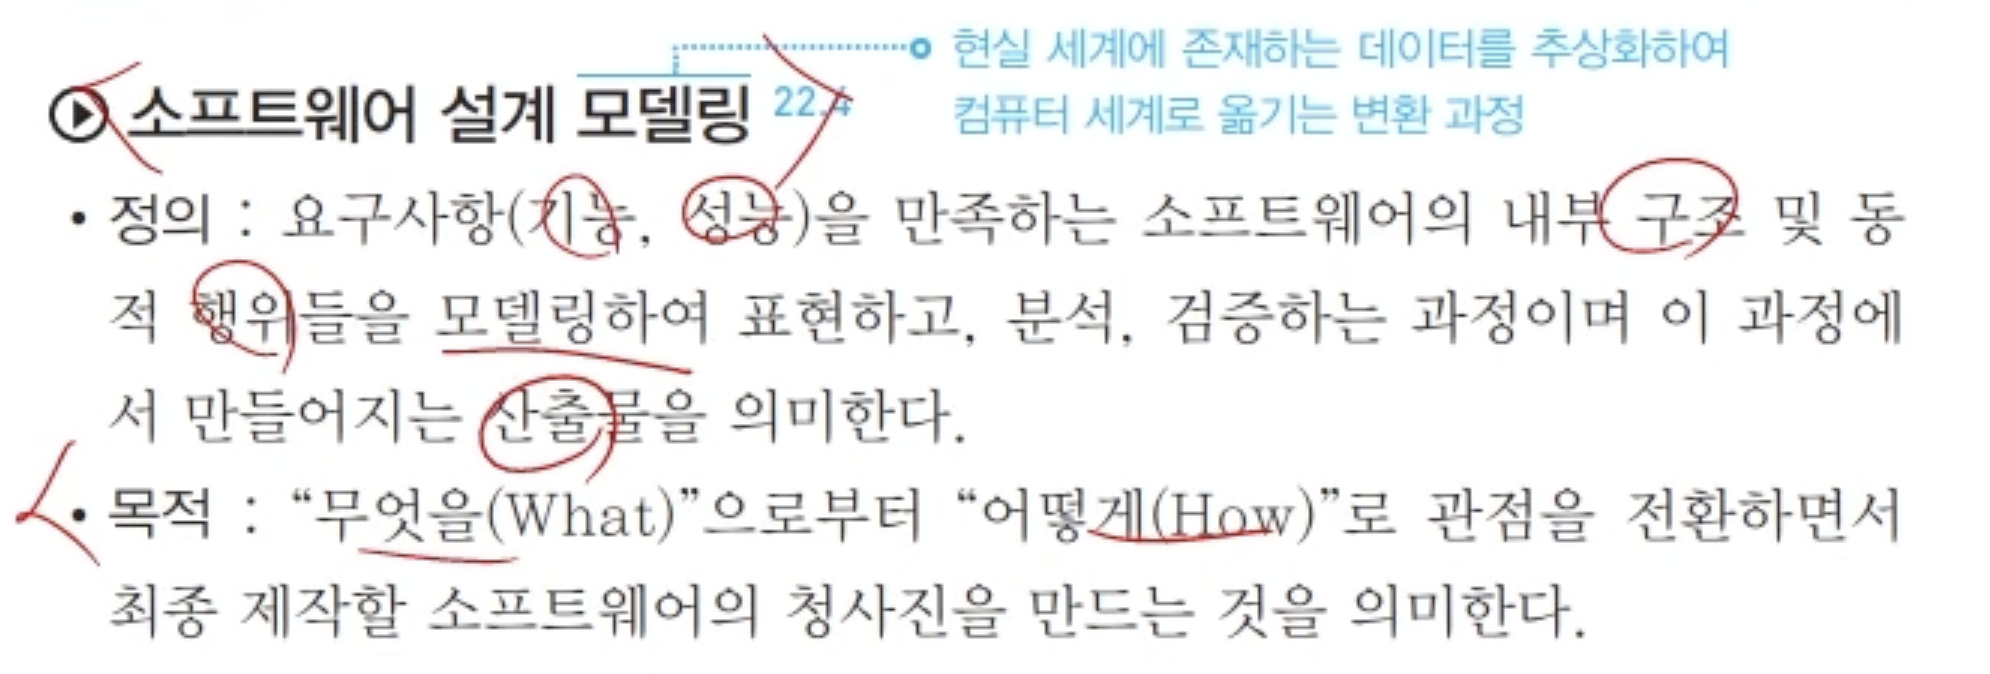 현실 세계에 존재하는 데이터를 추상화하여
소프트웨어 설계 모델링 22.4
컴퓨터 세계로 옮기는 변환 과정
• 정의 : 요구사항(기능, 성능)을 만족하는 소프트웨어의 내부 구조 및 동
적 행위들을 모델링하여 표현하고, 분석, 검증하는 과정이며 이 과정에
서 만들어지는 산출물을 의미한다.
• 목적 : “무엇을(What)”으로부터 “어떻게(How)”로 관점을 전환하면서
최종 제작할 소프트웨어의 청사진을 만드는 것을 의미한다.